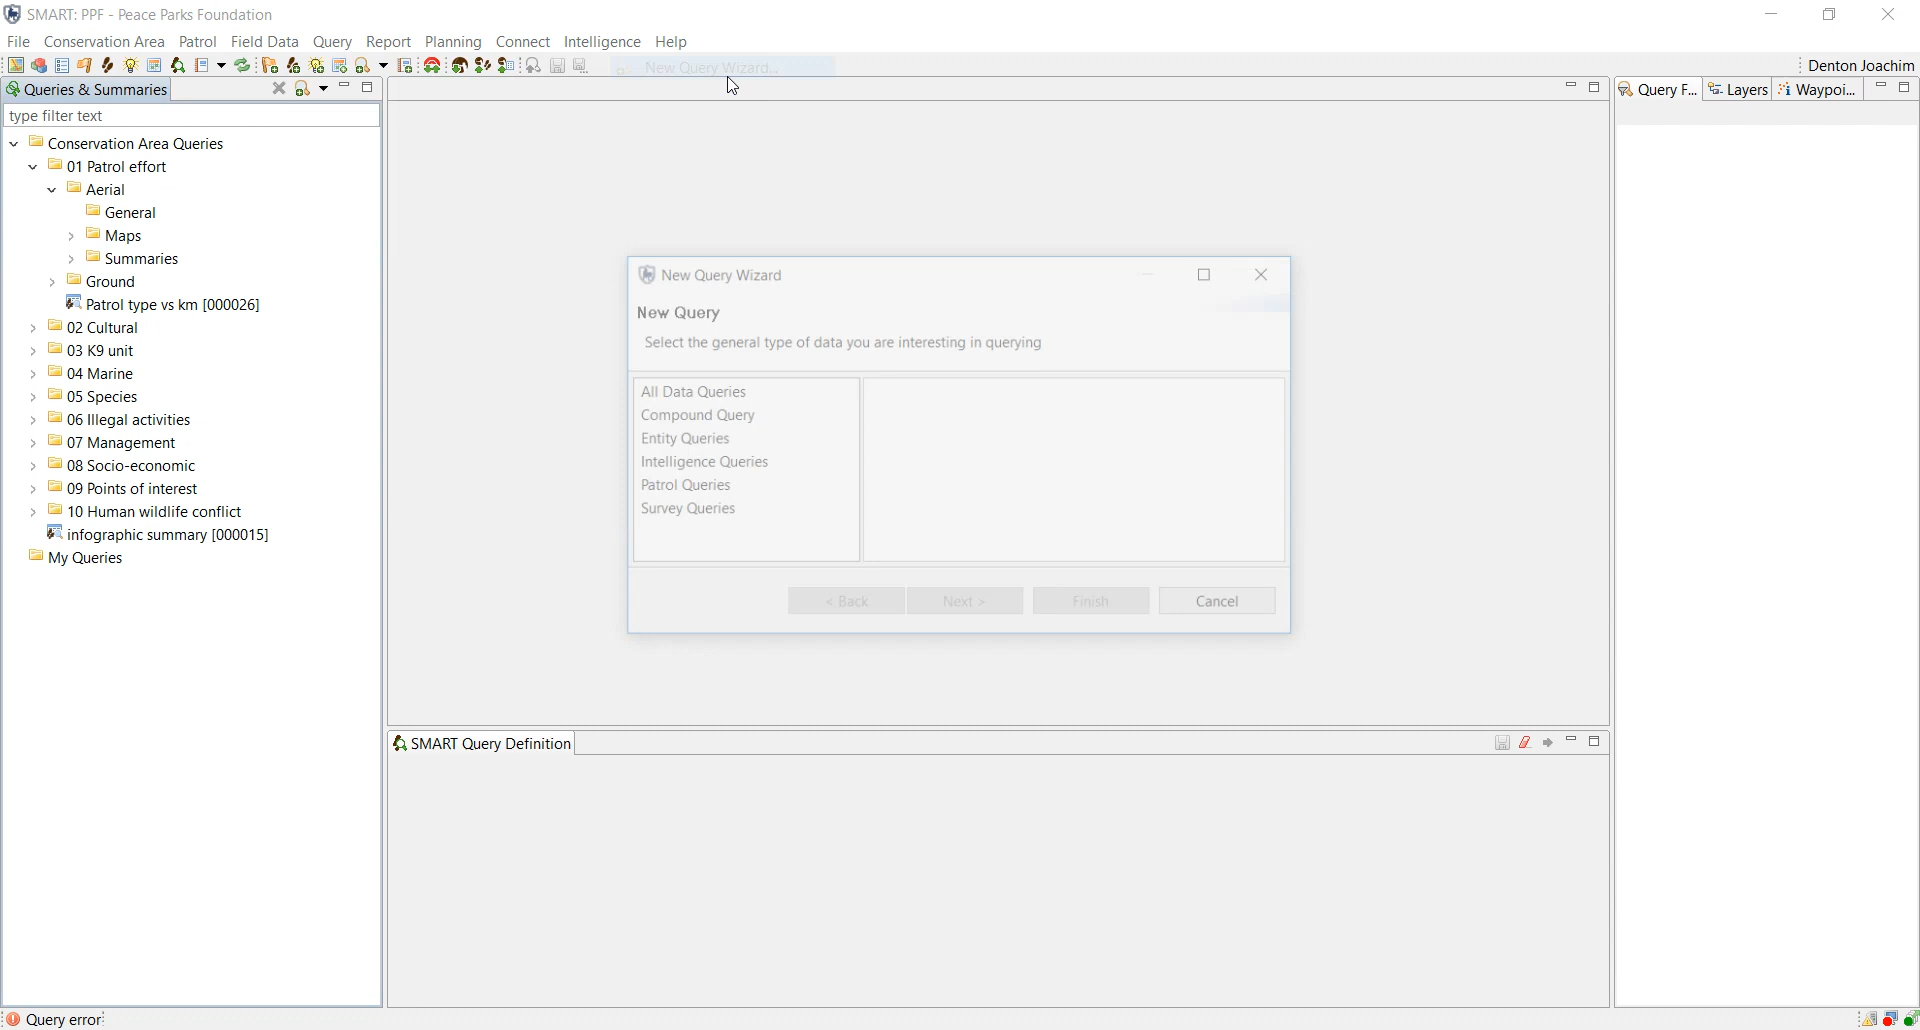 SMART: PPF - Peace Parks Foundation
File Conservation Area Patrol Field Data Query Report Planning Connect Intelligence Help
New Query Wizard...
Denton Joachim
Queries & Summaries
Query F... Layers Waypoi...
type filter text
Conservation Area Queries
01 Patrol effort
Aerial
General
Maps
Summaries
Ground
Patrol type vs km [000026]
02 Cultural
03 K9 unit
04 Marine
05 Species
06 Illegal activities
07 Management
08 Socio-economic
09 Points of interest
10 Human wildlife conflict
infographic summary [000015]
My Queries
New Query Wizard
New Query
Select the general type of data you are interesting in querying
All Data Queries
Compound Query
Entity Queries
Intelligence Queries
Patrol Queries
Survey Queries
< Back Next > Finish Cancel
SMART Query Definition
Query error